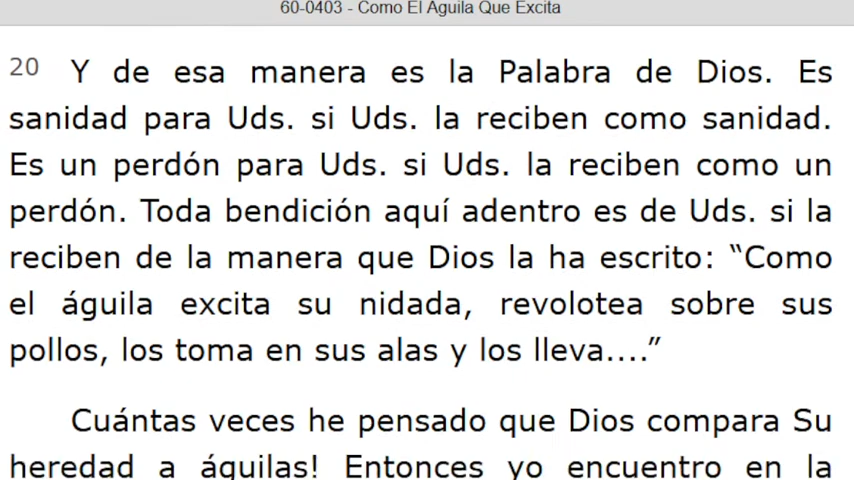 60-0403 - Como El Aguila Que Excita
20 Y de esa manera es la Palabra de Dios. Es
sanidad para Uds. si Uds. la reciben como sanidad.
Es un perdón para Uds. si Uds. la reciben como un
perdón. Toda bendición aquí adentro es de Uds. si la
reciben de la manera que Dios la ha escrito: “Como
el águila excita su nidada, revolotea sobre sus
pollos, los toma en sus alas y los lleva....”
Cuántas veces he pensado que Dios compara Su
heredad a águilas! Entonces yo encuentro en la